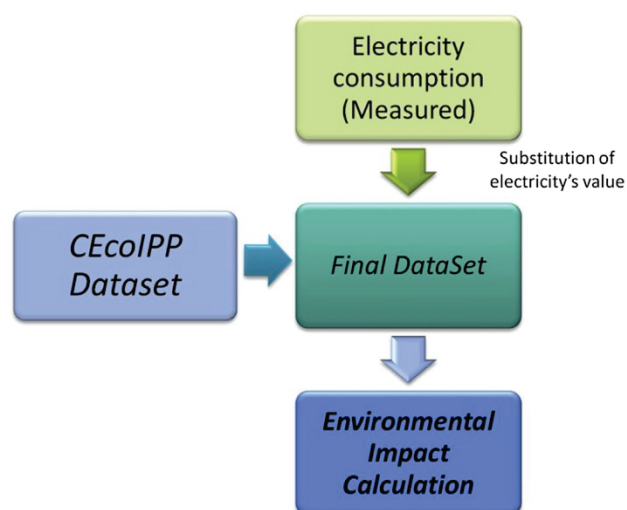 Electricity
consumption
(Measured)
Substitution of
electricity's value
CEcoIPP
Dataset
Final DataSet
Environmental
Impact
Calculation